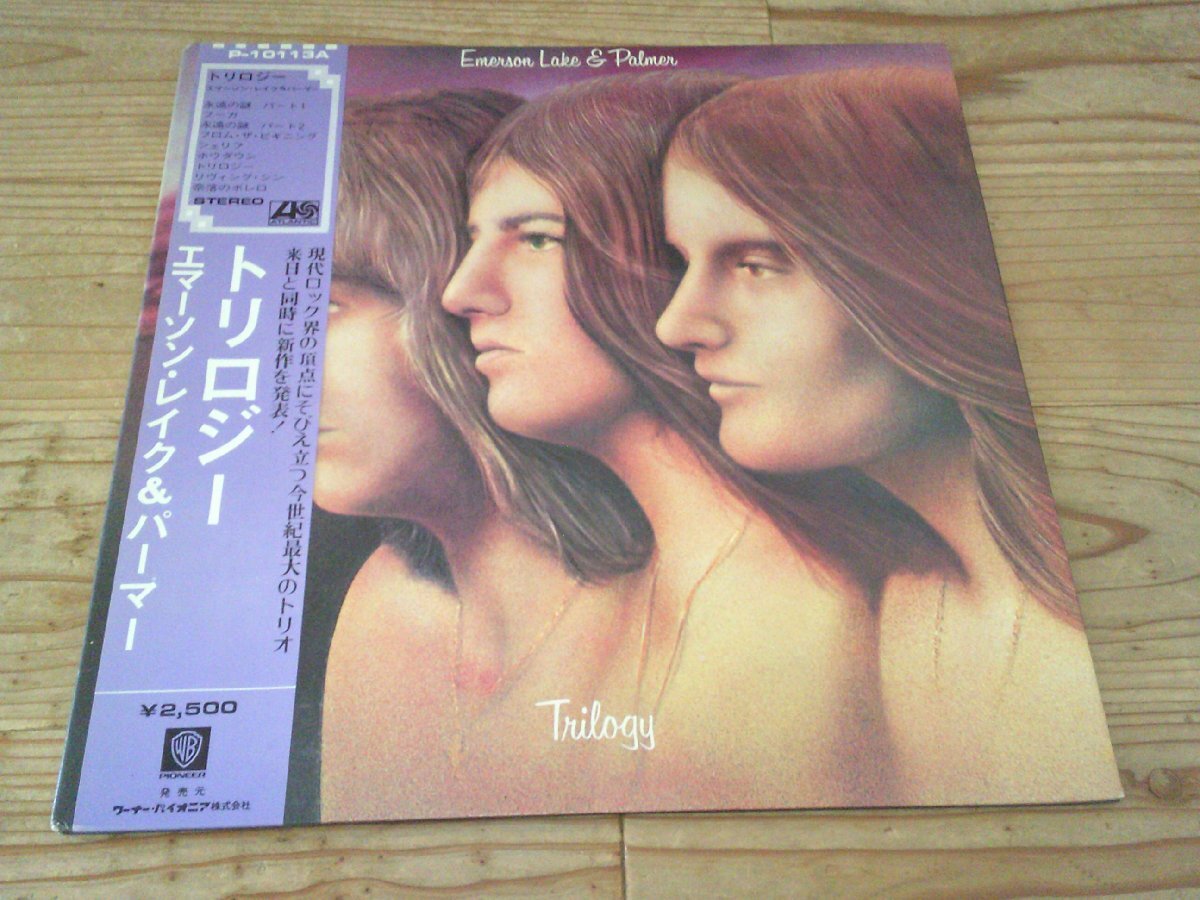 P-10113A
トリロジー
エマーソン・レイク&パーマー
永遠の謎 パート1
フーガ
永遠の謎 パート2
フロム・ザ・ビギニング
シェリフ
ホウダウン
トリロジー
リヴィング・シン
奈落のボレロ
STEREO
ATLANTIC
現代ロック界の頂点にそびえ立つ今世紀最大のトリオ
来日と同時に新作を発表!
トリロジー
エマーソン・レイク&パーマー
¥2,500
WB
PIONEER
発売元
ワーナー・パイオニア株式会社
Emerson Lake & Palmer
Trilogy